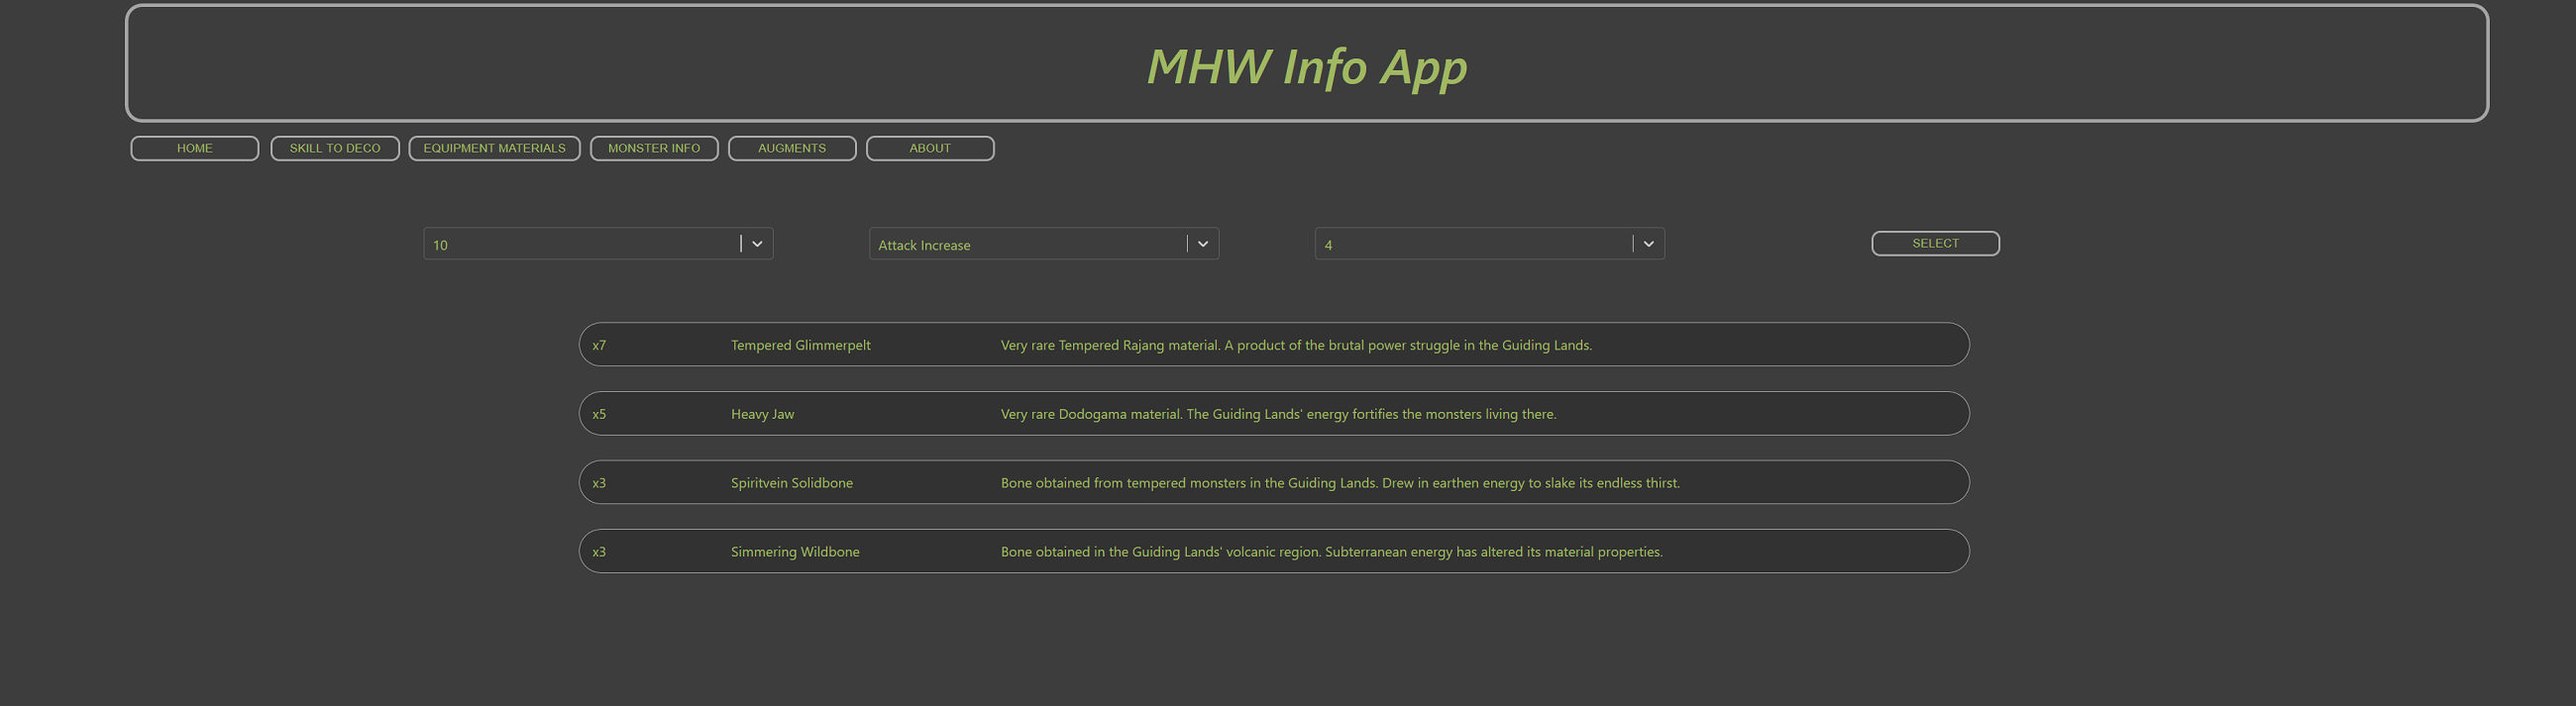 MHW Info App
HOME SKILL TO DECO EQUIPMENT MATERIALS MONSTER INFO AUGMENTS ABOUT
10 Attack Increase 4 SELECT
x7 Tempered Glimmerpelt Very rare Tempered Rajang material. A product of the brutal power struggle in the Guiding Lands.
x5 Heavy Jaw Very rare Dodogama material. The Guiding Lands' energy fortifies the monsters living there.
x3 Spiritvein Solidbone Bone obtained from tempered monsters in the Guiding Lands. Drew in earthen energy to slake its endless thirst.
x3 Simmering Wildbone Bone obtained in the Guiding Lands' volcanic region. Subterranean energy has altered its material properties.